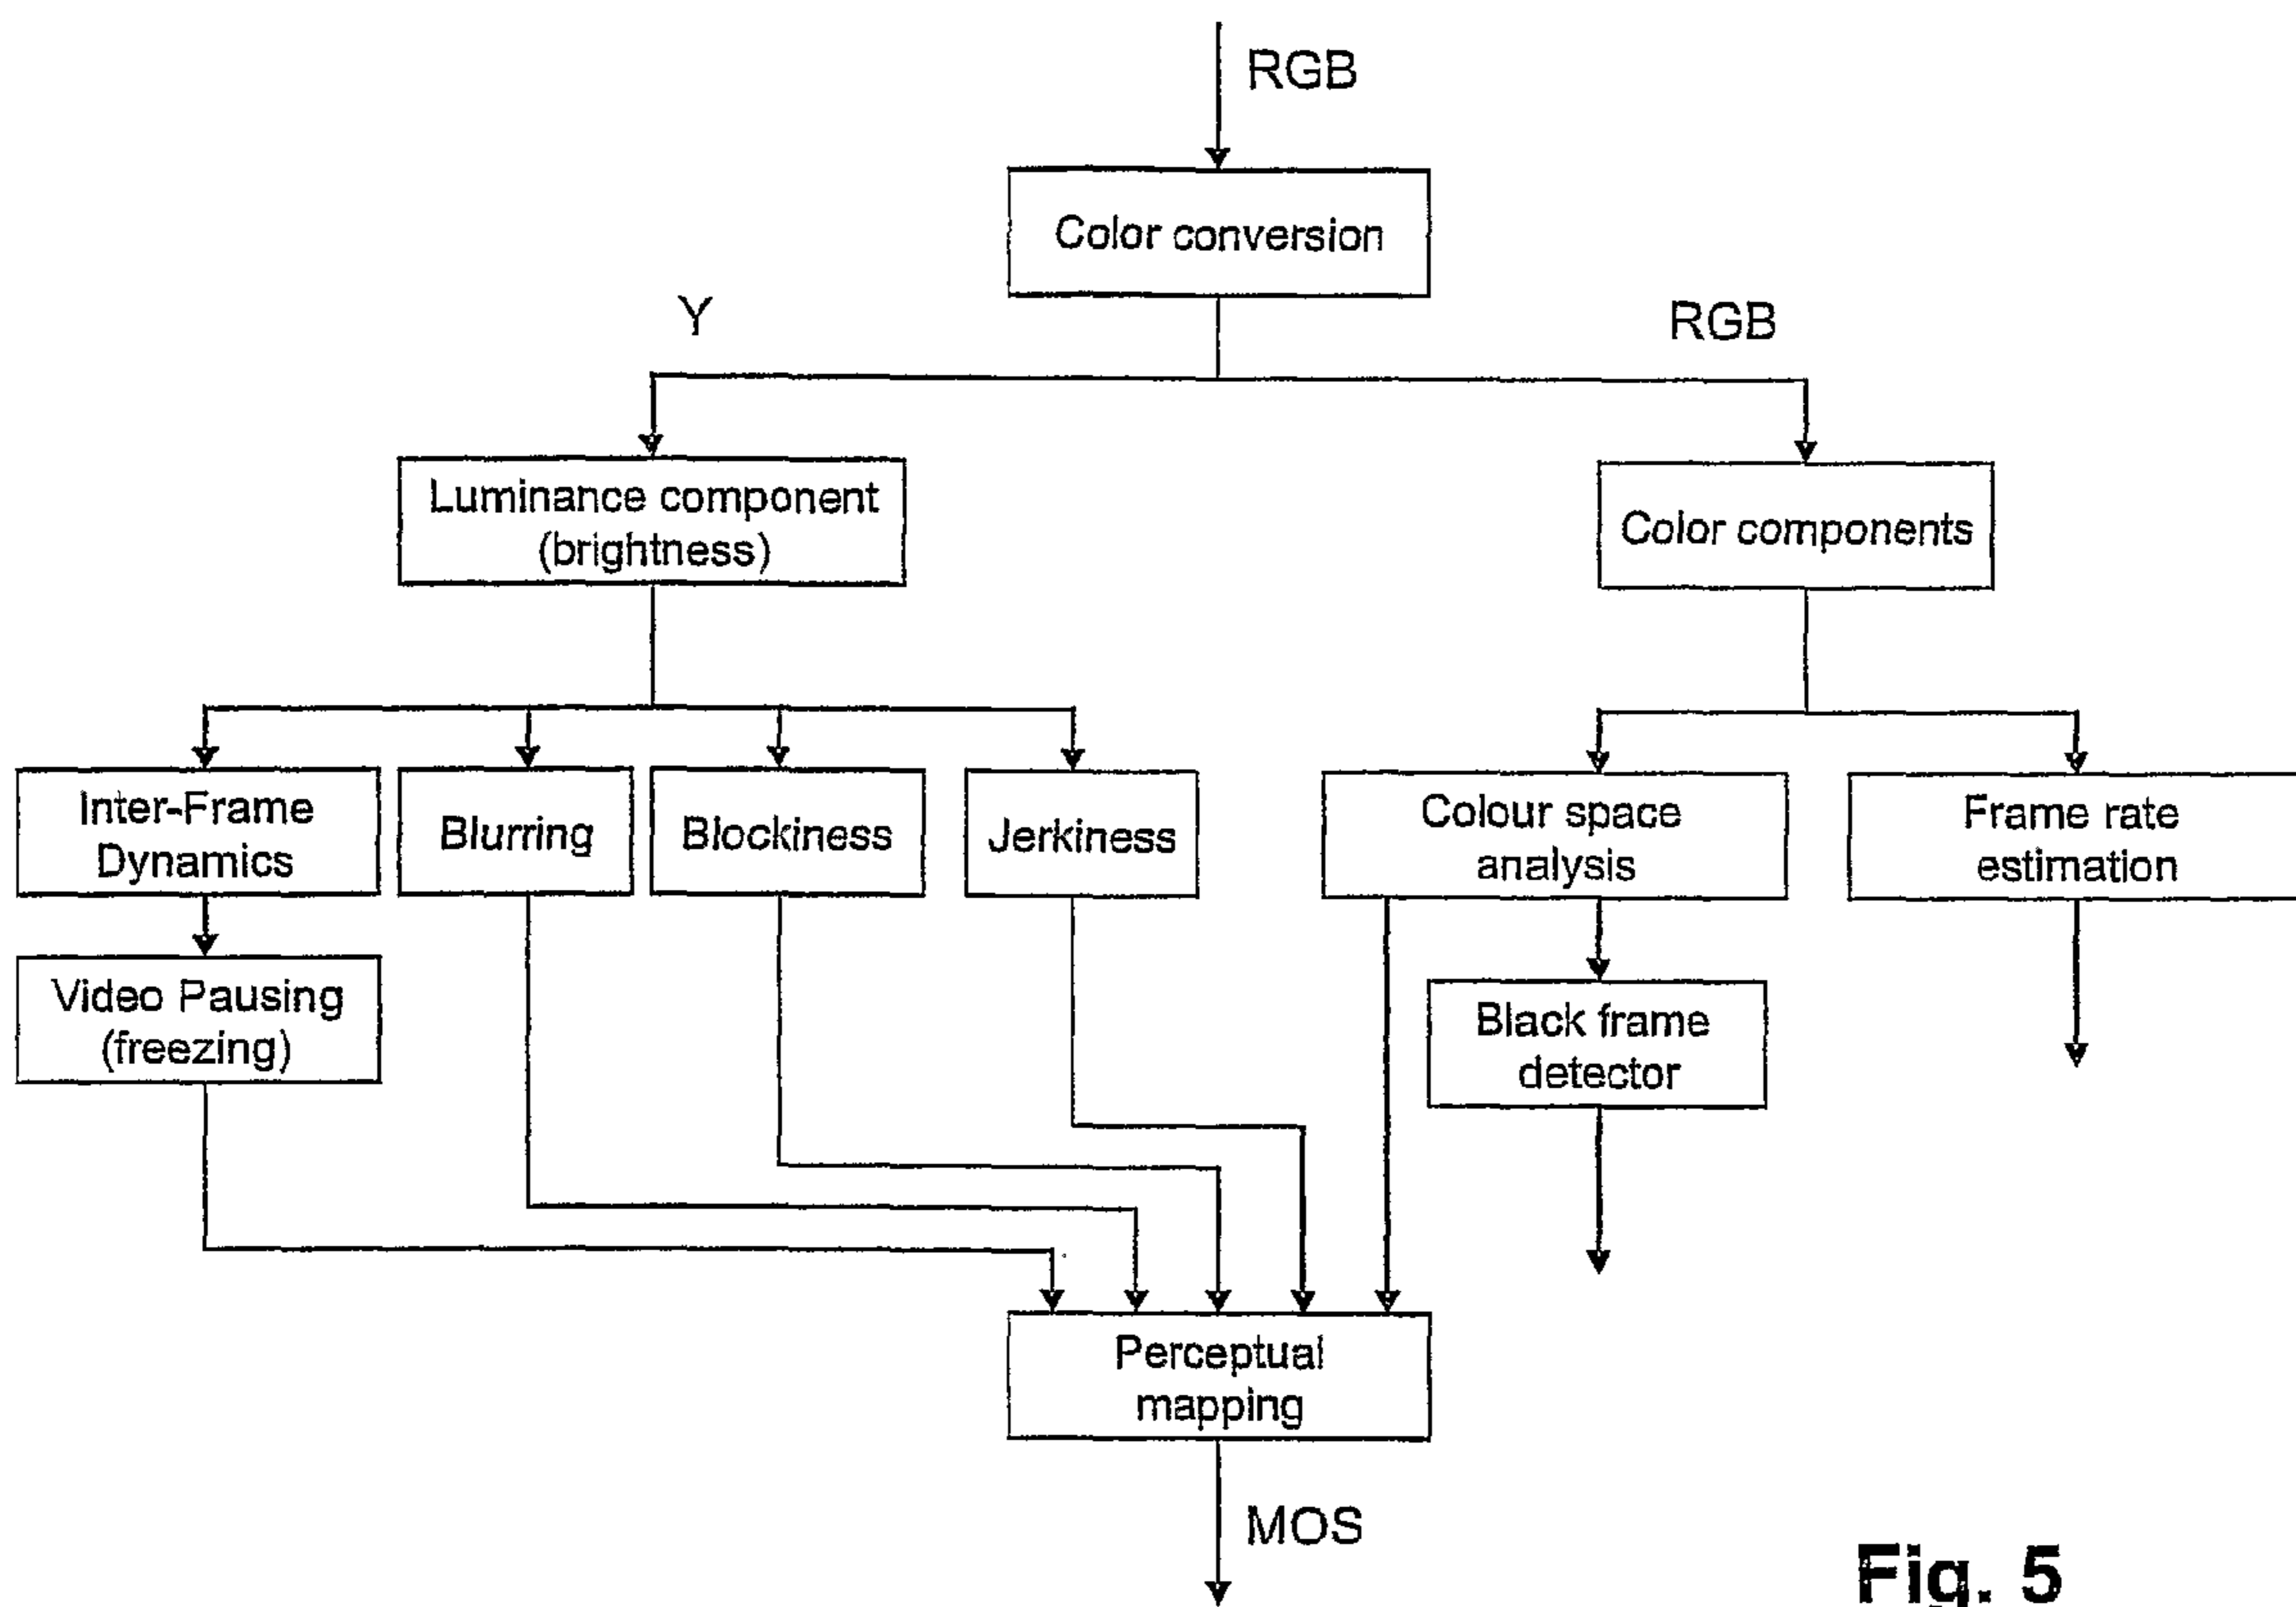 RGB
Color conversion
Y
RGB
Luminance component
(brightness)
Color components
Inter-Frame
Dynamics
Blurring
Blockiness
Jerkiness
Colour space
analysis
Frame rate
estimation
Video Pausing
(freezing)
Black frame
detector
Perceptual
mapping
MOS
Fig. 5